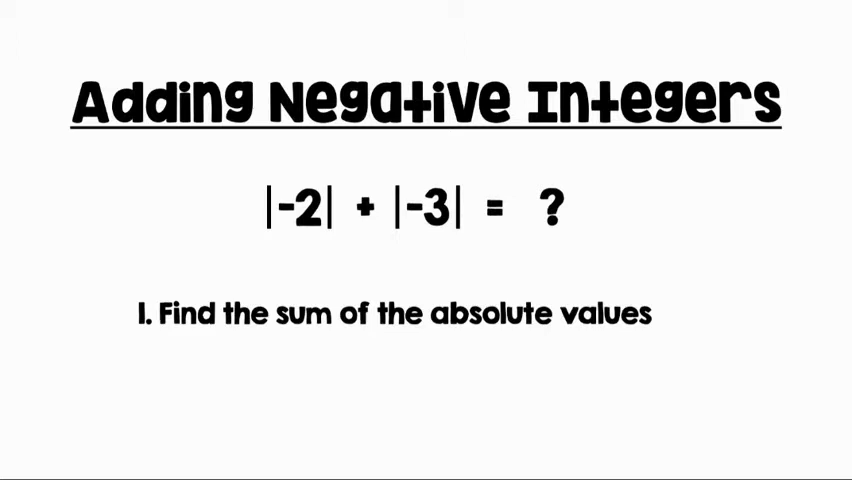 Adding Negative Integers
|-2| + |-3| = ?
1. Find the sum of the absolute values